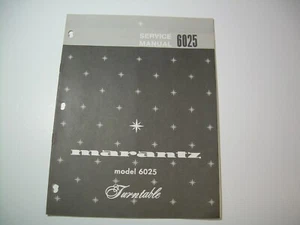 SERVICE
MANUAL 6025
marantz
model 6025
Turntable